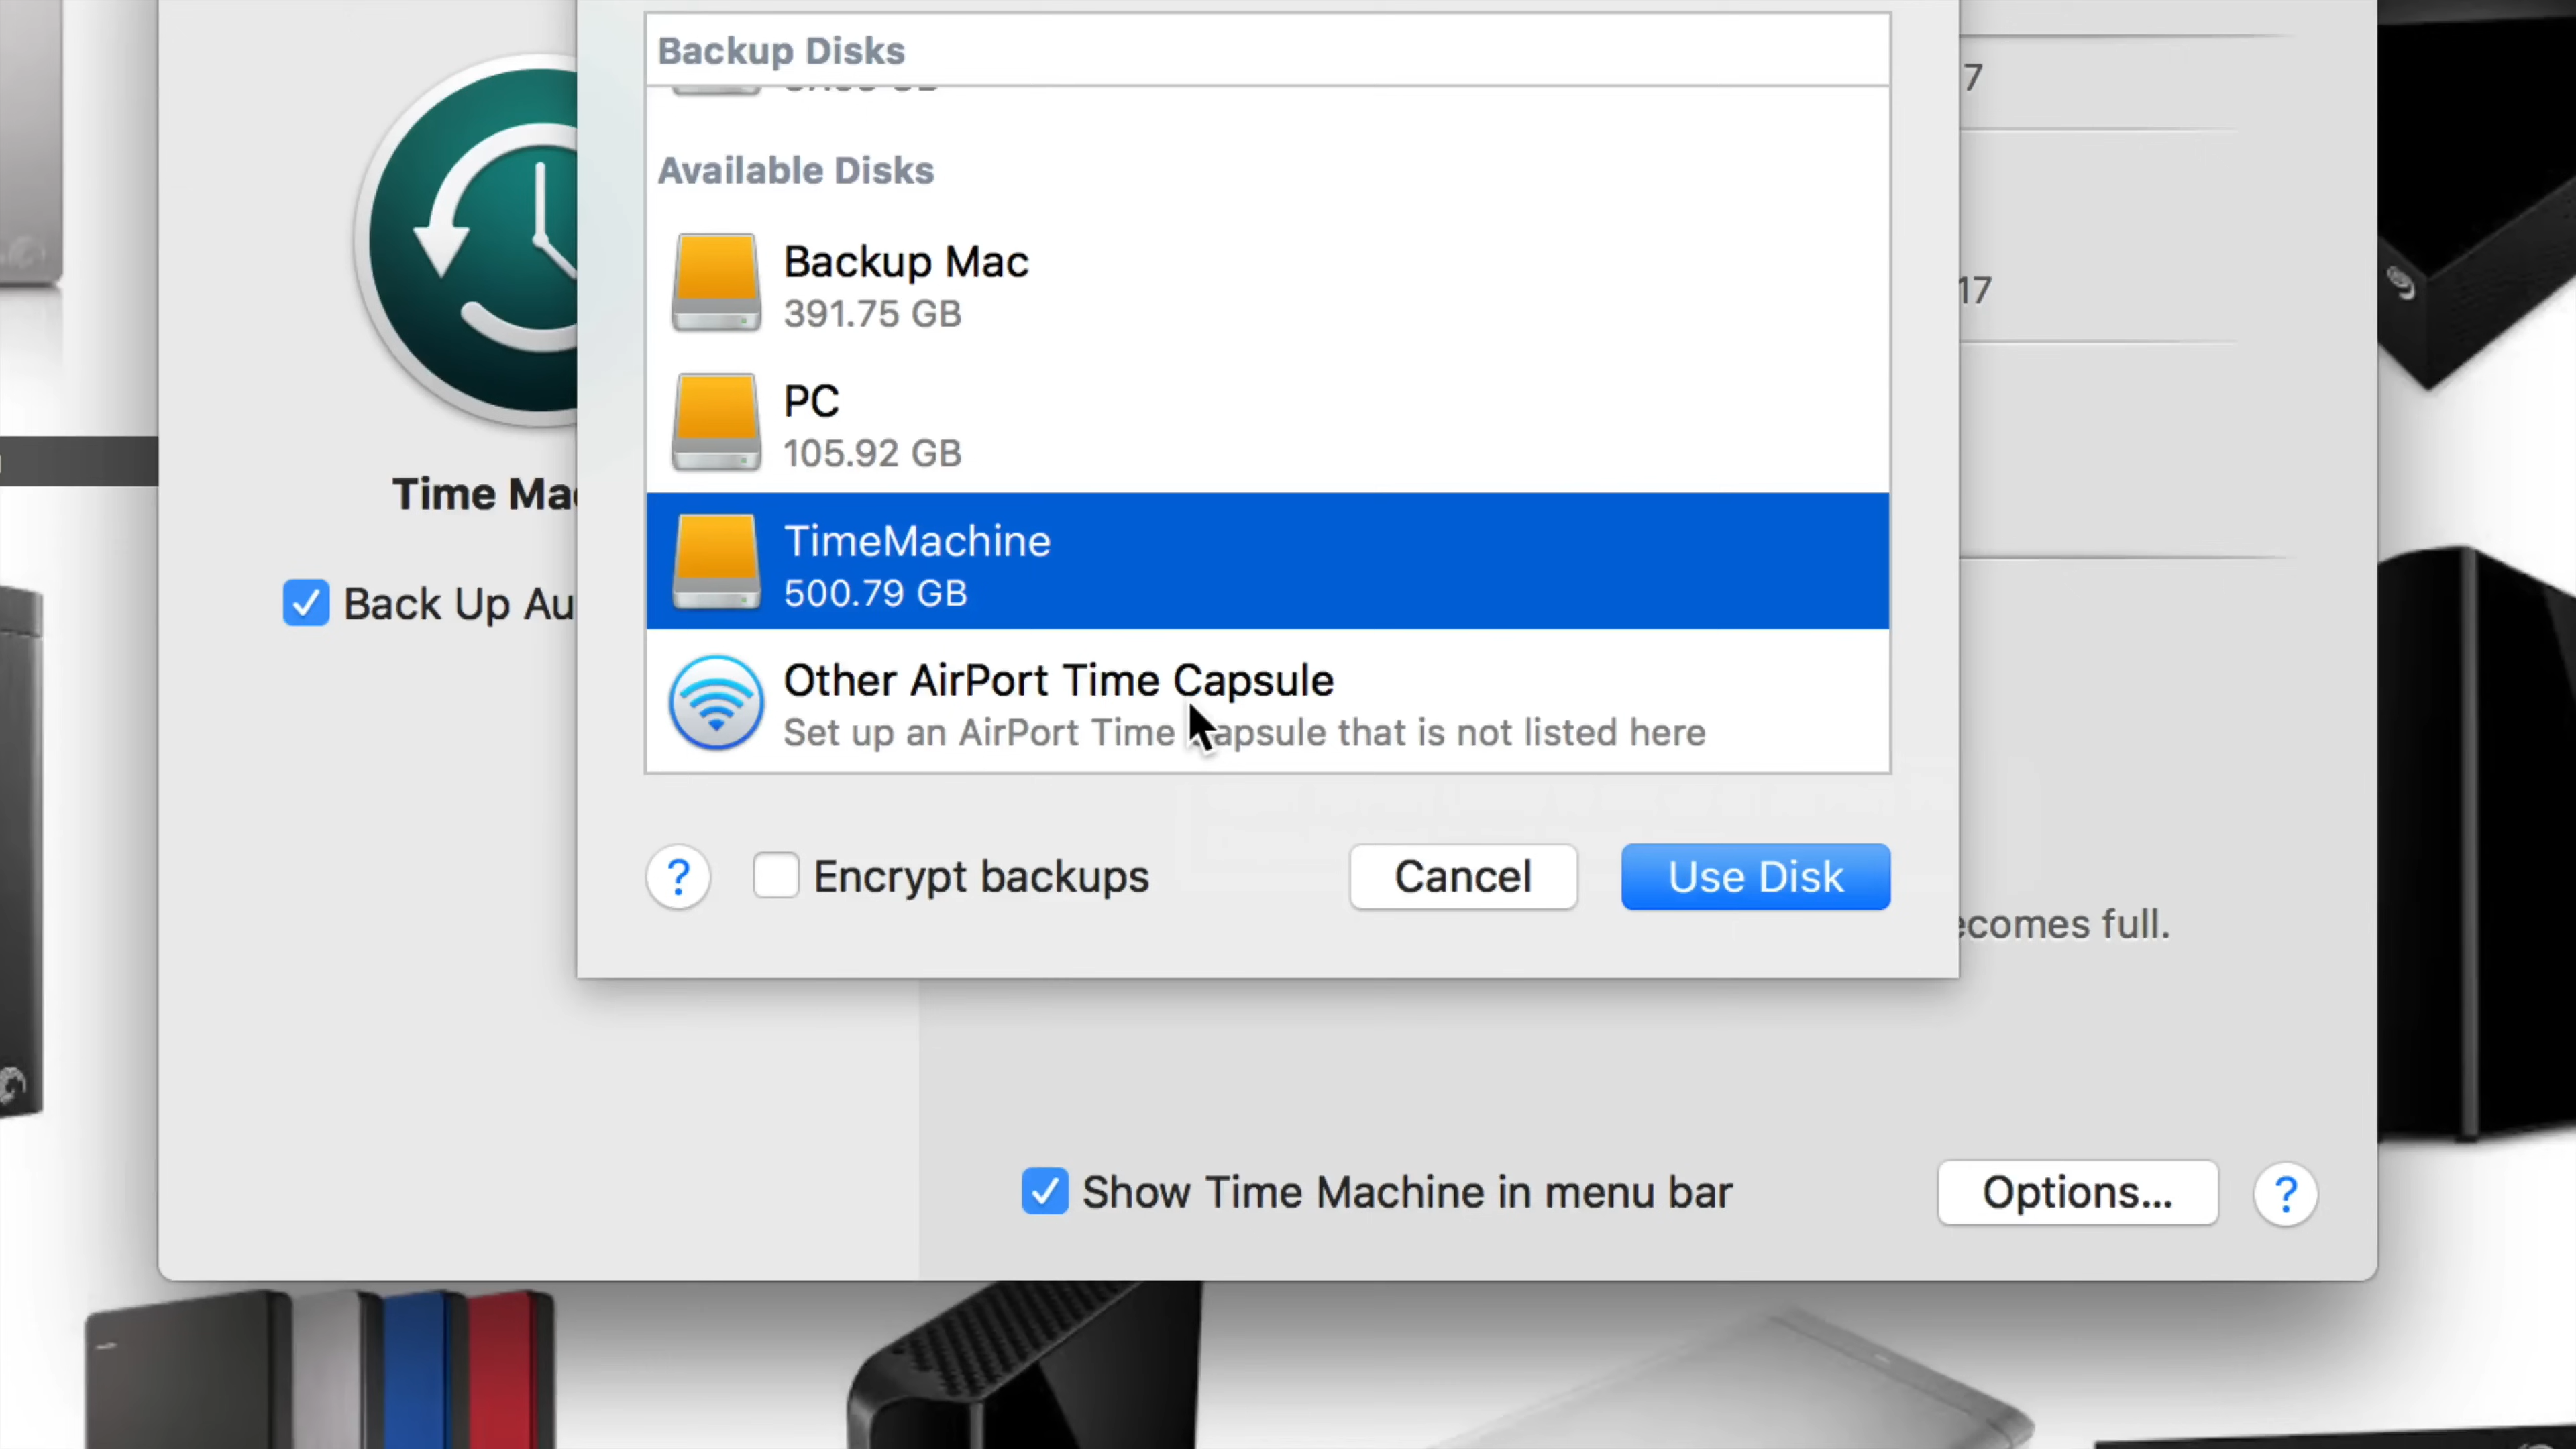 Backup Disks
Available Disks
Backup Mac
391.75 GB
PC
105.92 GB
TimeMachine
500.79 GB
Other AirPort Time Capsule
Set up an AirPort Time Capsule that is not listed here
?
Encrypt backups
Cancel
Use Disk
7
17
Time Mac
Back Up Au
ecomes full.
Show Time Machine in menu bar
Options...
?